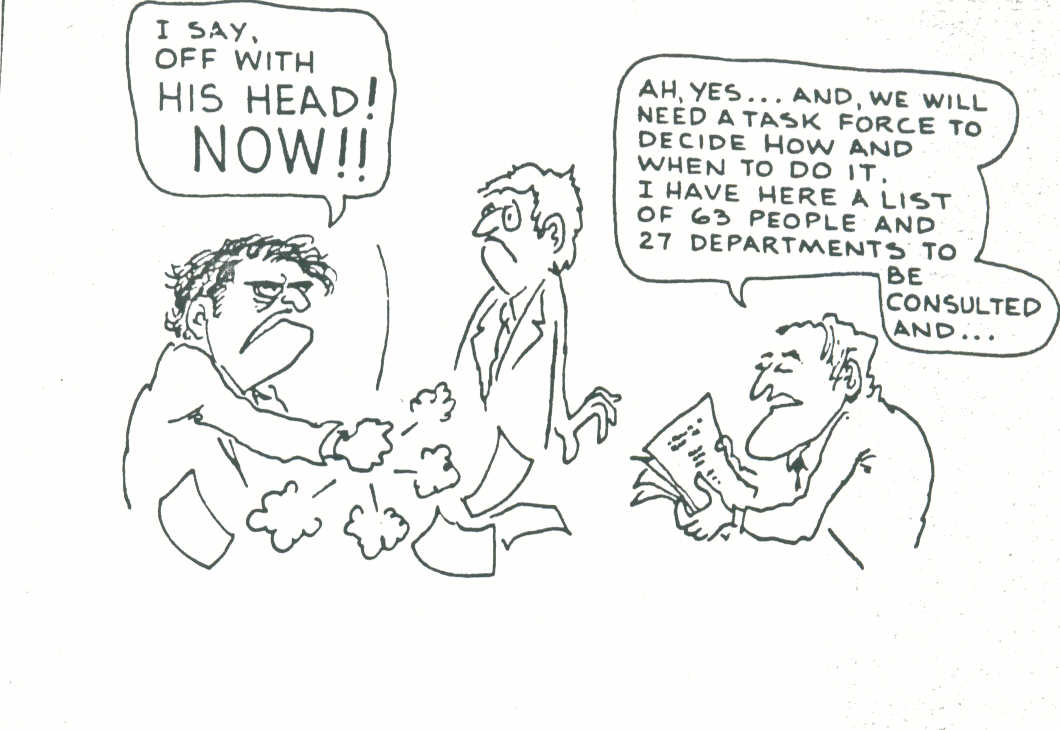 I SAY,
OFF WITH
HIS HEAD!
NOW!!
AH, YES... AND, WE WILL
NEED A TASK FORCE TO
DECIDE HOW AND
WHEN TO DO IT.
I HAVE HERE A LIST
OF 63 PEOPLE AND
27 DEPARTMENTS TO
BE
CONSULTED
AND...